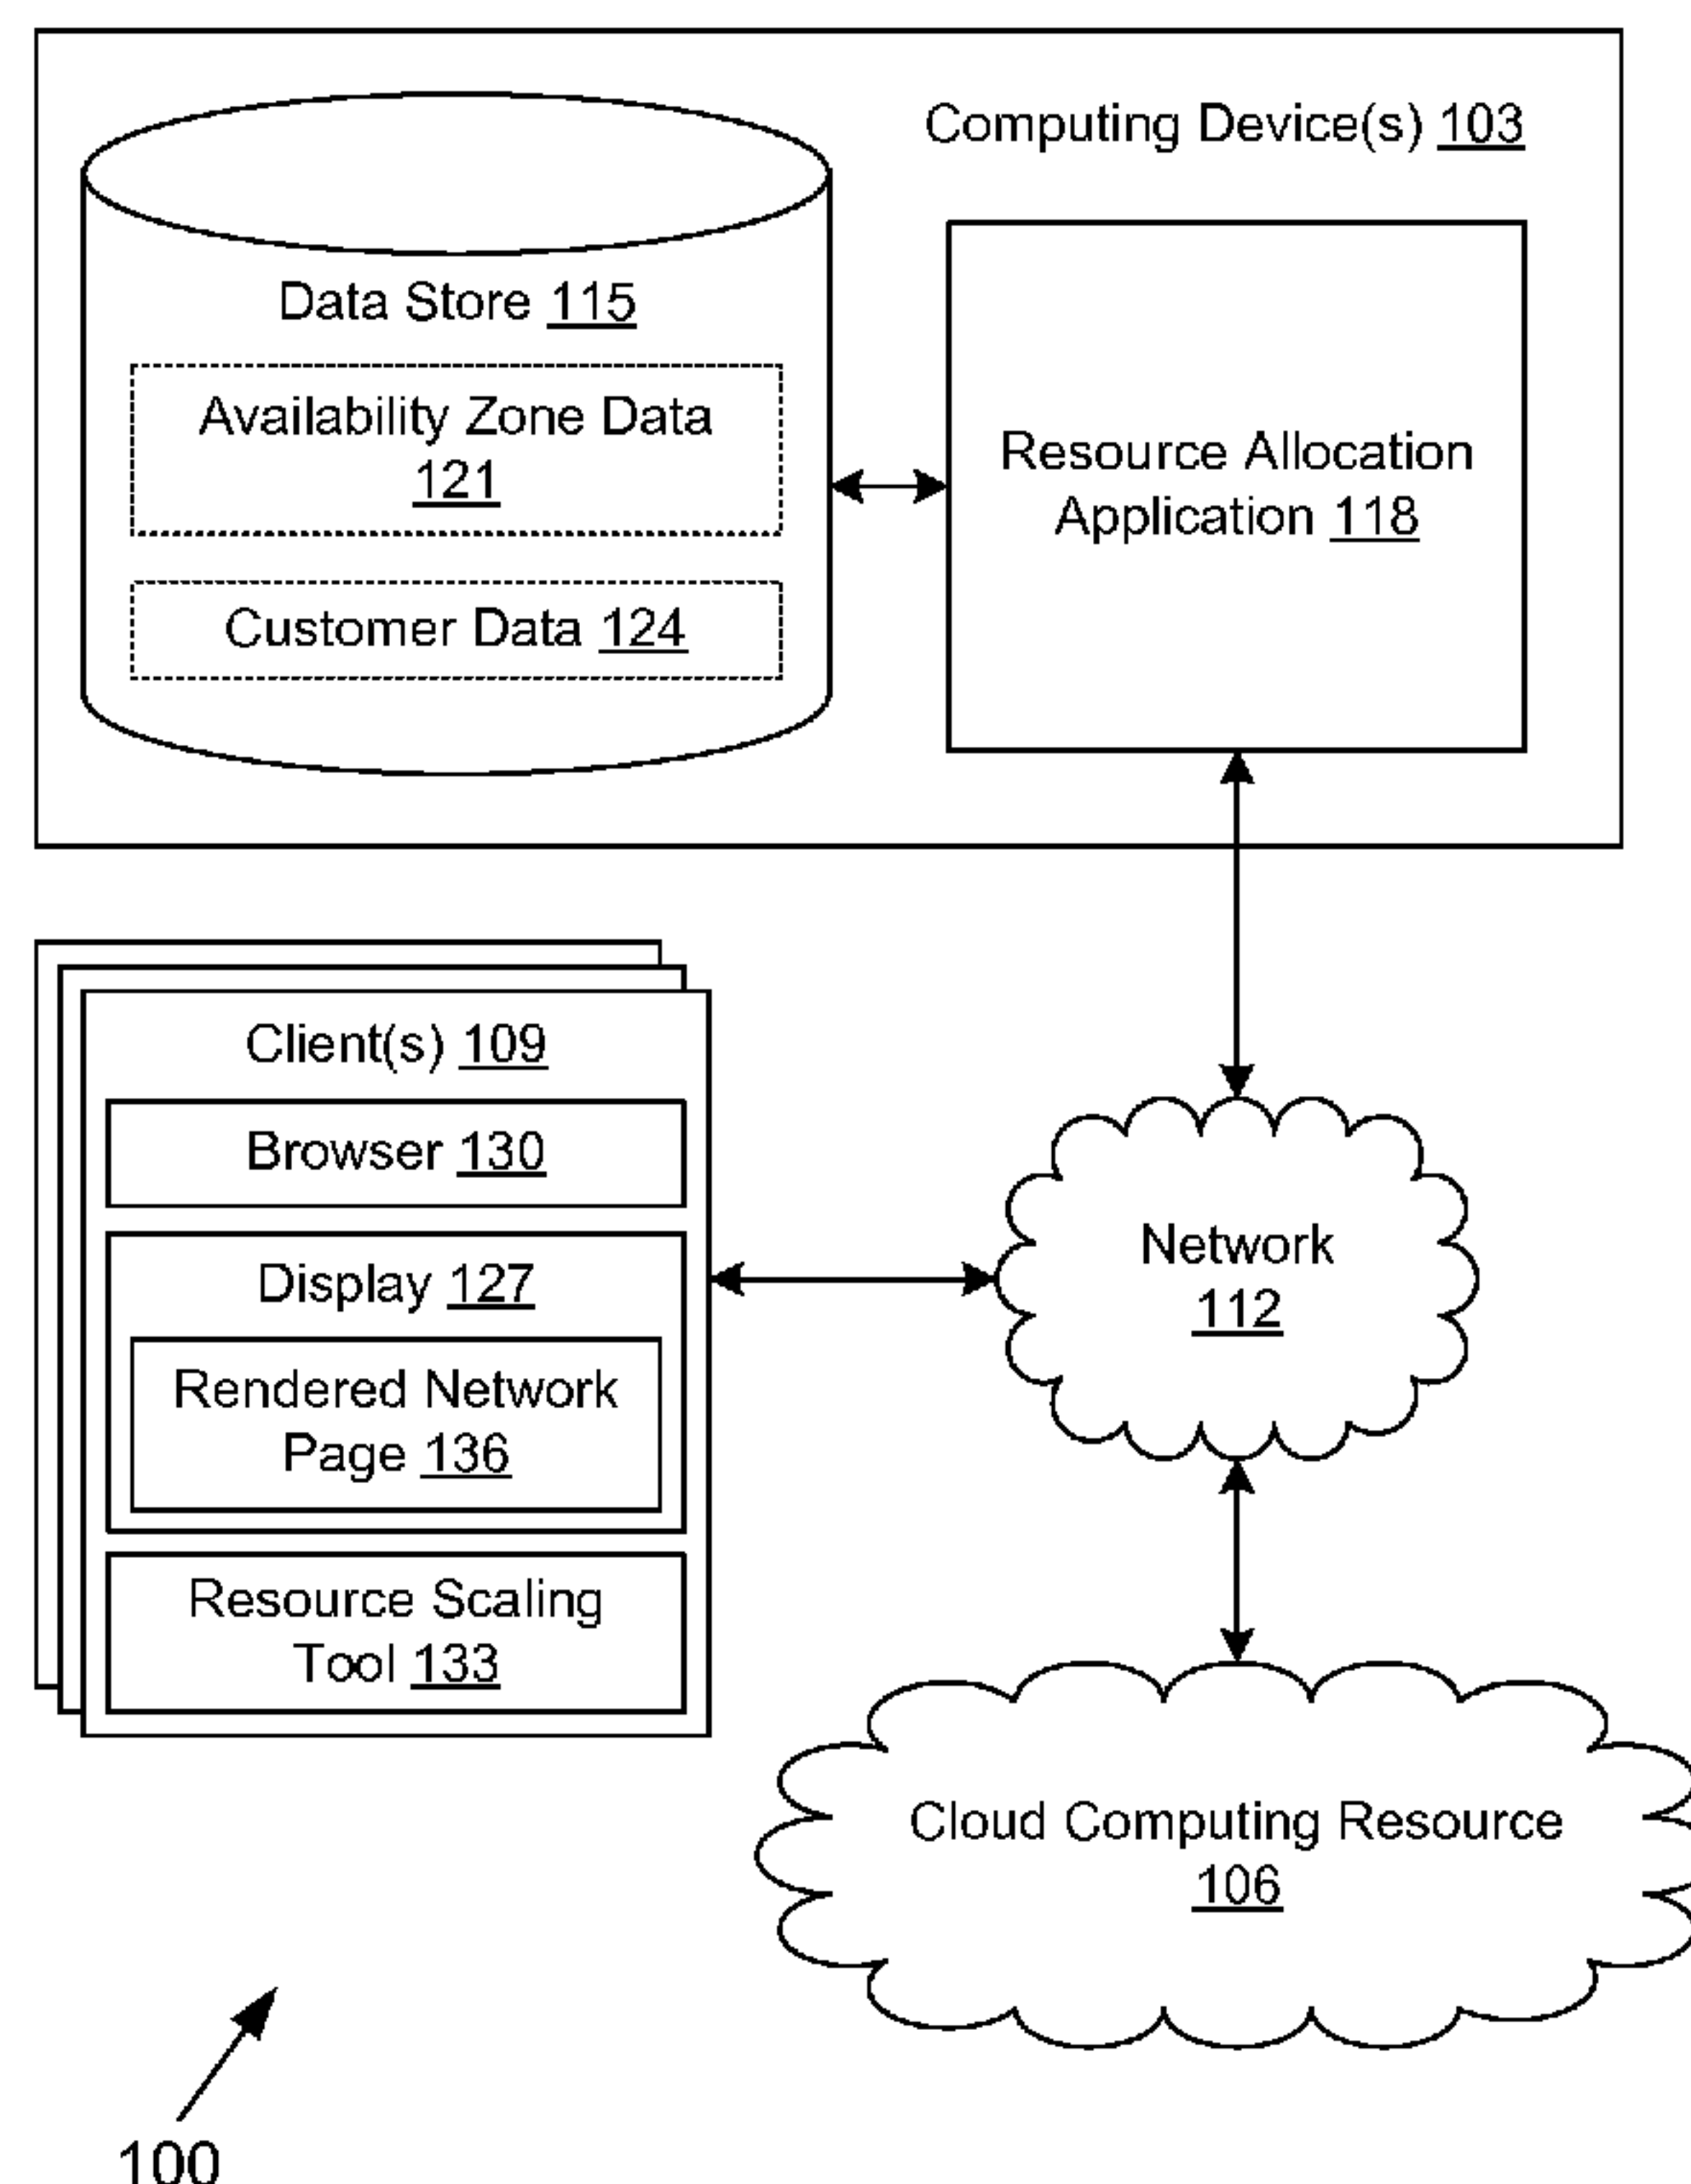 Computing Device(s) 103
Data Store 115
Availability Zone Data
121
Customer Data 124
Resource Allocation
Application 118
Client(s) 109
Browser 130
Display 127
Rendered Network
Page 136
Resource Scaling
Tool 133
Network
112
Cloud Computing Resource
106
100